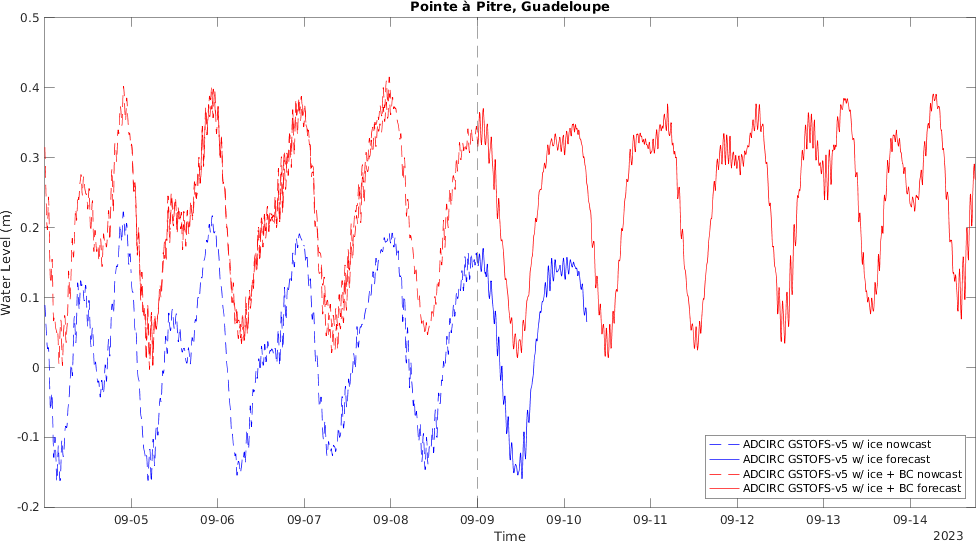 Pointe à Pitre, Guadeloupe
0.5
0.4
0.3
0.2
0.1
0
-0.1
-0.2
Water Level (m)
ADCIRC GSTOFS-v5 w/ ice nowcast
ADCIRC GSTOFS-v5 w/ ice forecast
ADCIRC GSTOFS-v5 w/ ice + BC nowcast
ADCIRC GSTOFS-v5 w/ ice + BC forecast
09-05 09-06 09-07 09-08 09-09 09-10 09-11 09-12 09-13 09-14
Time
2023